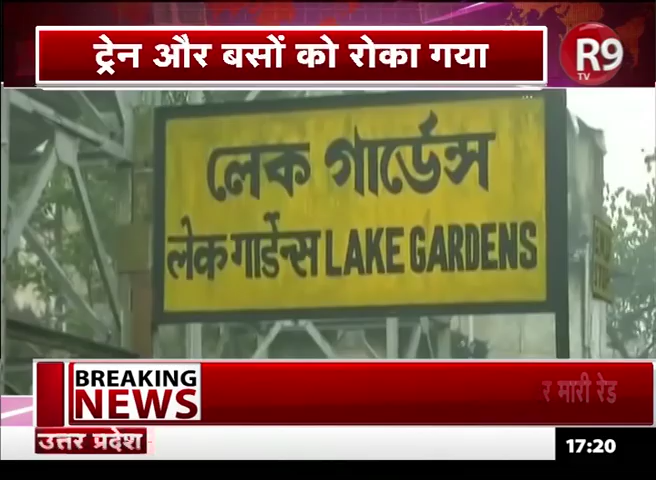 ट्रेन और बसों को रोका गया
R9
TV
লেক গার্ডেন্স
लेक गार्डेन्स LAKE GARDENS
BREAKING
NEWS
र मारी रेड
उत्तर प्रदेश
17:20